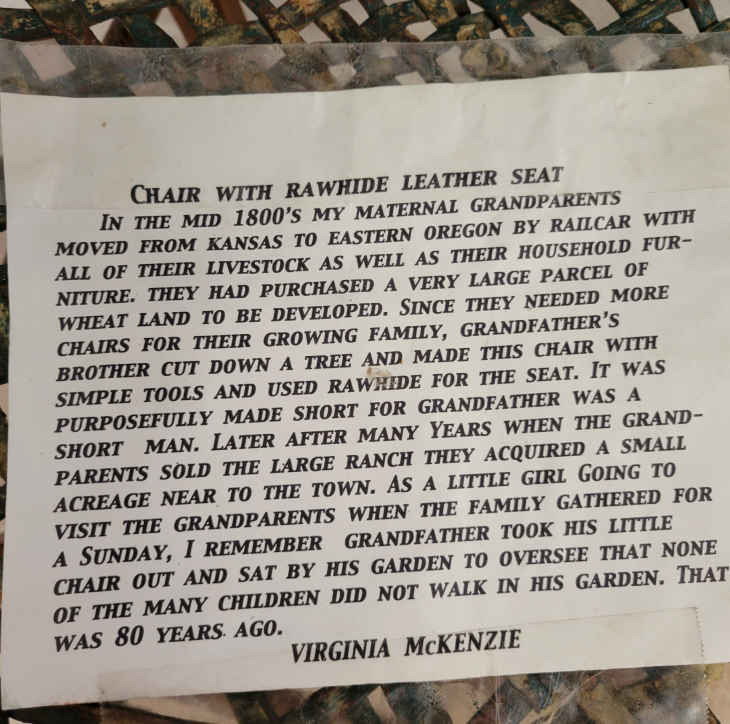 CHAIR WITH RAWHIDE LEATHER SEAT
IN THE MID 1800'S MY MATERNAL GRANDPARENTS
MOVED FROM KANSAS TO EASTERN OREGON BY RAILCAR WITH
ALL OF THEIR LIVESTOCK AS WELL AS THEIR HOUSEHOLD FUR-
NITURE. THEY HAD PURCHASED A VERY LARGE PARCEL OF
WHEAT LAND TO BE DEVELOPED. SINCE THEY NEEDED MORE
CHAIRS FOR THEIR GROWING FAMILY, GRANDFATHER'S
BROTHER CUT DOWN A TREE AND MADE THIS CHAIR WITH
SIMPLE TOOLS AND USED RAWHIDE FOR THE SEAT. IT WAS
PURPOSEFULLY MADE SHORT FOR GRANDFATHER WAS A
SHORT MAN. LATER AFTER MANY YEARS WHEN THE GRAND-
PARENTS SOLD THE LARGE RANCH THEY ACQUIRED A SMALL
ACREAGE NEAR TO THE TOWN. AS A LITTLE GIRL GOING TO
VISIT THE GRANDPARENTS WHEN THE FAMILY GATHERED FOR
A SUNDAY, I REMEMBER GRANDFATHER TOOK HIS LITTLE
CHAIR OUT AND SAT BY HIS GARDEN TO OVERSEE THAT NONE
OF THE MANY CHILDREN DID NOT WALK IN HIS GARDEN. THAT
WAS 80 YEARS AGO.
VIRGINIA McKENZIE